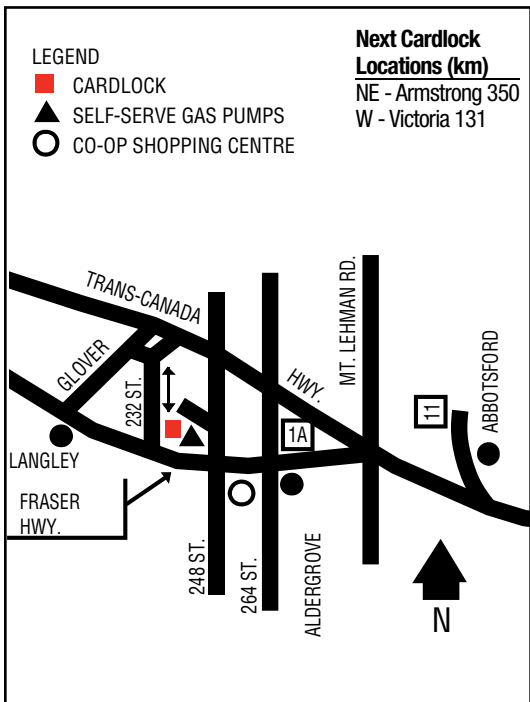 LEGEND
CARDLOCK
SELF-SERVE GAS PUMPS
CO-OP SHOPPING CENTRE
Next Cardlock
Locations (km)
NE - Armstrong 350
W - Victoria 131
TRANS-CANADA
HWY.
GLOVER
232 ST.
MT. LEHMAN RD.
11
ABBOTSFORD
1A
LANGLEY
FRASER
HWY.
248 ST.
264 ST.
ALDERGROVE
N